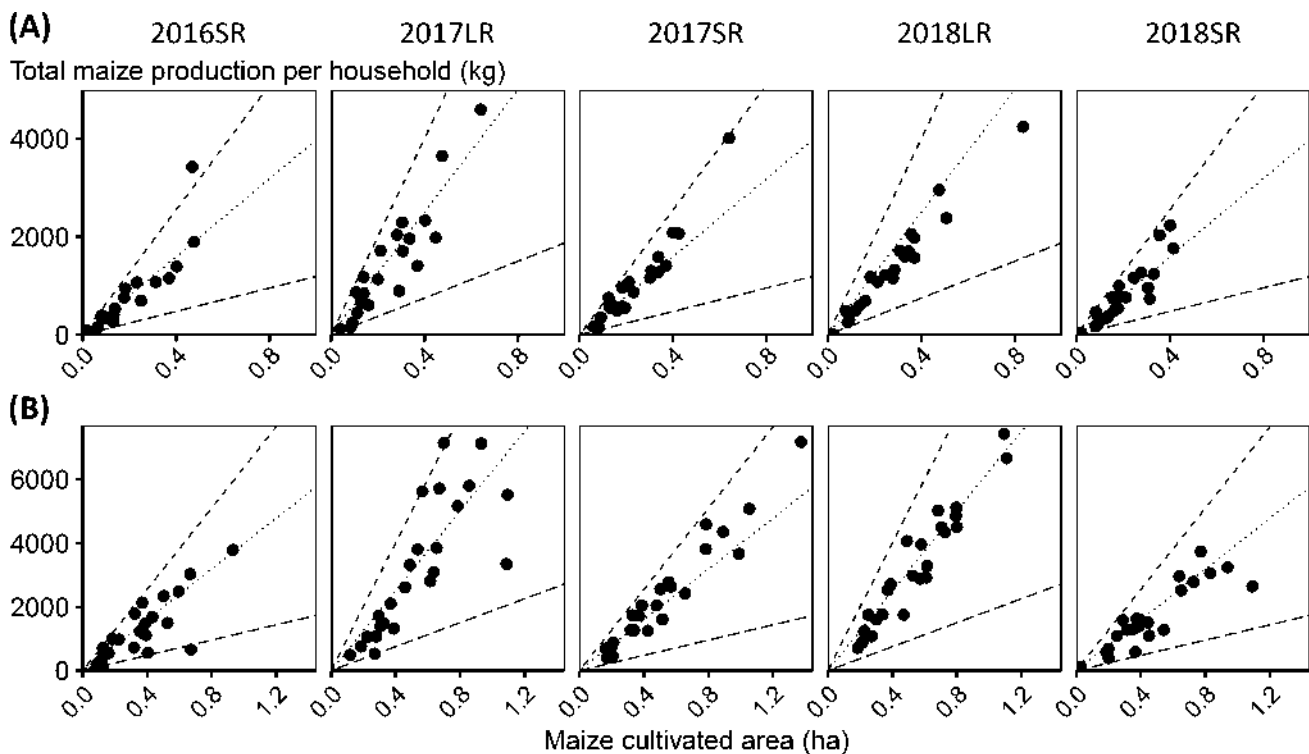 (A) 2016SR 2017LR 2017SR 2018LR 2018SR
Total maize production per household (kg)
4000
2000
0
0.0 0.4 0.8 0.0 0.4 0.8 0.0 0.4 0.8 0.0 0.4 0.8 0.0 0.4 0.8
(B)
6000
4000
2000
0
0.0 0.4 0.8 1.2 0.0 0.4 0.8 1.2 0.0 0.4 0.8 1.2 0.0 0.4 0.8 1.2 0.0 0.4 0.8 1.2
Maize cultivated area (ha)